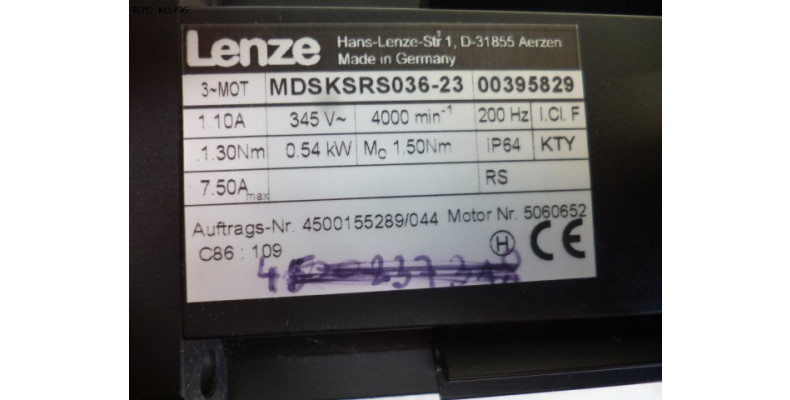 Lenze Hans-Lenze-Str.1, D-31855 Aerzen
Made in Germany
3~MOT MDSKSRS036-23 00395829
1.10A 345 V~ 4000 min-1 200 Hz I.Cl. F
1.30Nm 0.54 kW Mc 1.50Nm IP64 KTY
7.50Amax RS
Auftrags-Nr. 4500155289/044 Motor Nr. 5060652
C86 : 109 H CE